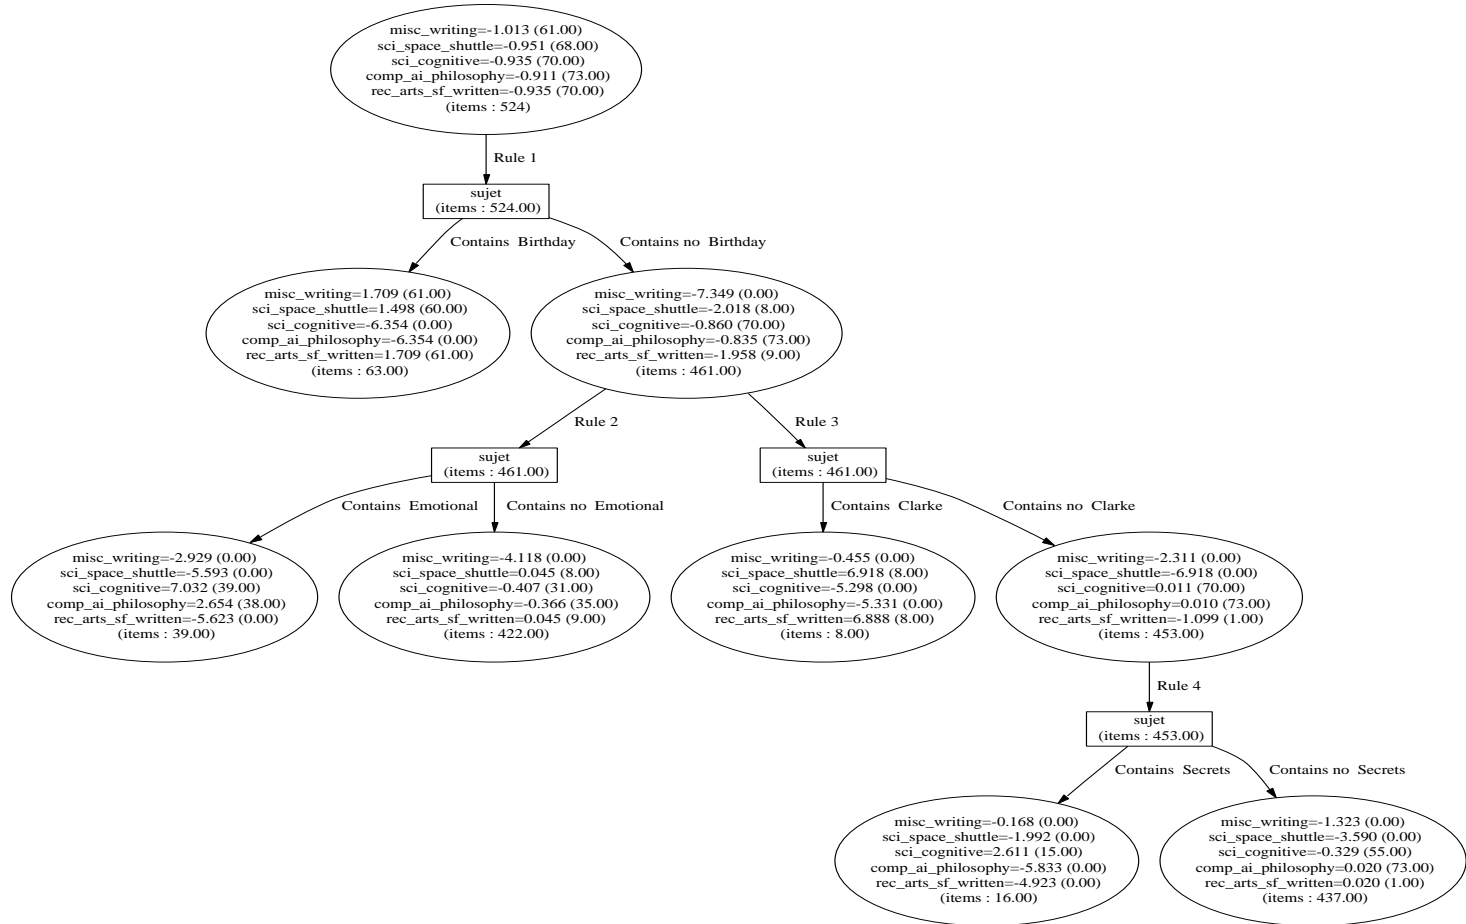 misc_writing=-1.013 (61.00)
sci_space_shuttle=-0.951 (68.00)
sci_cognitive=-0.935 (70.00)
comp_ai_philosophy=-0.911 (73.00)
rec_arts_sf_written=-0.935 (70.00)
(items : 524)
Rule 1
sujet
(items : 524.00)
Contains Birthday
Contains no Birthday
misc_writing=1.709 (61.00)
sci_space_shuttle=1.498 (60.00)
sci_cognitive=-6.354 (0.00)
comp_ai_philosophy=-6.354 (0.00)
rec_arts_sf_written=1.709 (61.00)
(items : 63.00)
misc_writing=-7.349 (0.00)
sci_space_shuttle=-2.018 (8.00)
sci_cognitive=-0.860 (70.00)
comp_ai_philosophy=-0.835 (73.00)
rec_arts_sf_written=-1.958 (9.00)
(items : 461.00)
Rule 2
Rule 3
sujet
(items : 461.00)
sujet
(items : 461.00)
Contains Emotional
Contains no Emotional
Contains Clarke
Contains no Clarke
misc_writing=-2.929 (0.00)
sci_space_shuttle=-5.593 (0.00)
sci_cognitive=7.032 (39.00)
comp_ai_philosophy=2.654 (38.00)
rec_arts_sf_written=-5.623 (0.00)
(items : 39.00)
misc_writing=-4.118 (0.00)
sci_space_shuttle=0.045 (8.00)
sci_cognitive=-0.407 (31.00)
comp_ai_philosophy=-0.366 (35.00)
rec_arts_sf_written=0.045 (9.00)
(items : 422.00)
misc_writing=-0.455 (0.00)
sci_space_shuttle=6.918 (8.00)
sci_cognitive=-5.298 (0.00)
comp_ai_philosophy=-5.331 (0.00)
rec_arts_sf_written=6.888 (8.00)
(items : 8.00)
misc_writing=-2.311 (0.00)
sci_space_shuttle=-6.918 (0.00)
sci_cognitive=0.011 (70.00)
comp_ai_philosophy=0.010 (73.00)
rec_arts_sf_written=-1.099 (1.00)
(items : 453.00)
Rule 4
sujet
(items : 453.00)
Contains Secrets
Contains no Secrets
misc_writing=-0.168 (0.00)
sci_space_shuttle=-1.992 (0.00)
sci_cognitive=2.611 (15.00)
comp_ai_philosophy=-5.833 (0.00)
rec_arts_sf_written=-4.923 (0.00)
(items : 16.00)
misc_writing=-1.323 (0.00)
sci_space_shuttle=-3.590 (0.00)
sci_cognitive=-0.329 (55.00)
comp_ai_philosophy=0.020 (73.00)
rec_arts_sf_written=0.020 (1.00)
(items : 437.00)